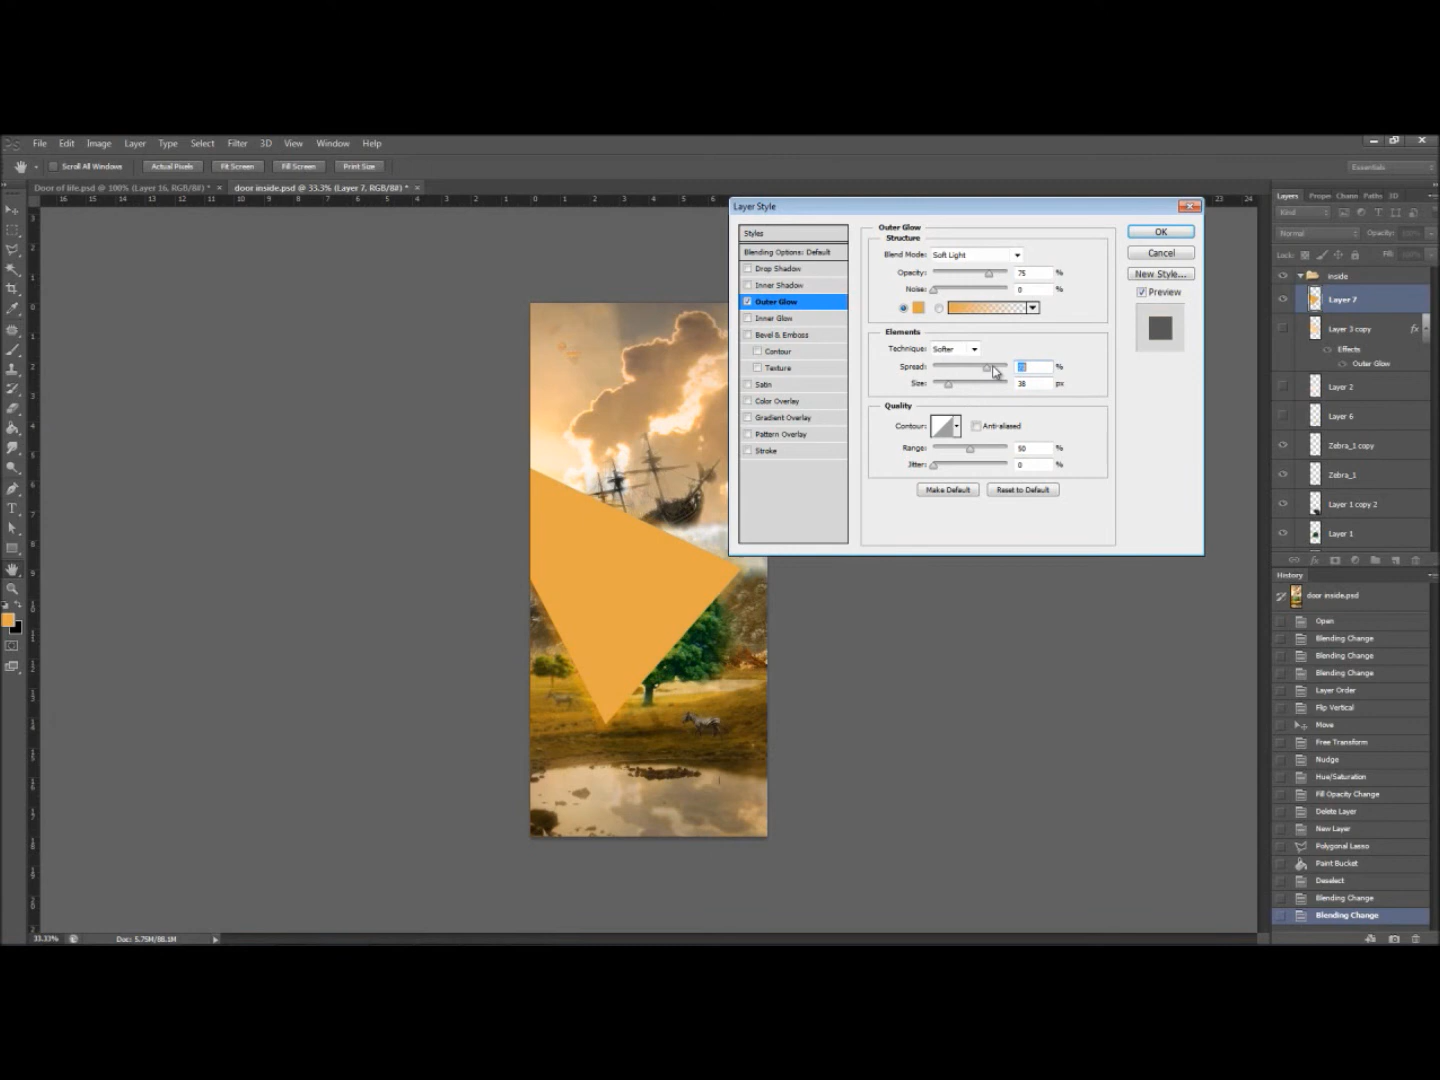 File Edit Image Layer Type Select Filter 3D View Window Help
Scroll All Windows Actual Pixels Fit Screen Fill Screen Print Size Essentials
Door of life.psd @ 100% (Layer 16, RGB/8#) * × door inside.psd @ 33.3% (Layer 7, RGB/8#) * ×
Layer Style
Styles
Blending Options: Default
Drop Shadow
Inner Shadow
Outer Glow
Inner Glow
Bevel & Emboss
Contour
Texture
Satin
Color Overlay
Gradient Overlay
Pattern Overlay
Stroke
Outer Glow
Structure
Blend Mode: Soft Light
Opacity: 75 %
Noise: 0 %
Elements
Technique: Softer
Spread: %
Size: 38 px
Quality
Contour: Anti-aliased
Range: 50 %
Jitter: 0 %
Make Default Reset to Default
OK
Cancel
New Style...
Preview
Layers Prope Chann Paths 3D
Kind
Normal Opacity:
Lock: Fill:
inside
Layer 7
Layer 3 copy fx
Effects
Outer Glow
Layer 2
Layer 6
Zebra_1 copy
Zebra_1
Layer 1 copy 2
Layer 1
History
door inside.psd
Open
Blending Change
Blending Change
Blending Change
Layer Order
Flip Vertical
Move
Free Transform
Nudge
Hue/Saturation
Fill Opacity Change
Delete Layer
New Layer
Polygonal Lasso
Paint Bucket
Deselect
Blending Change
Blending Change
33.33% Doc: 5.75M/88.1M